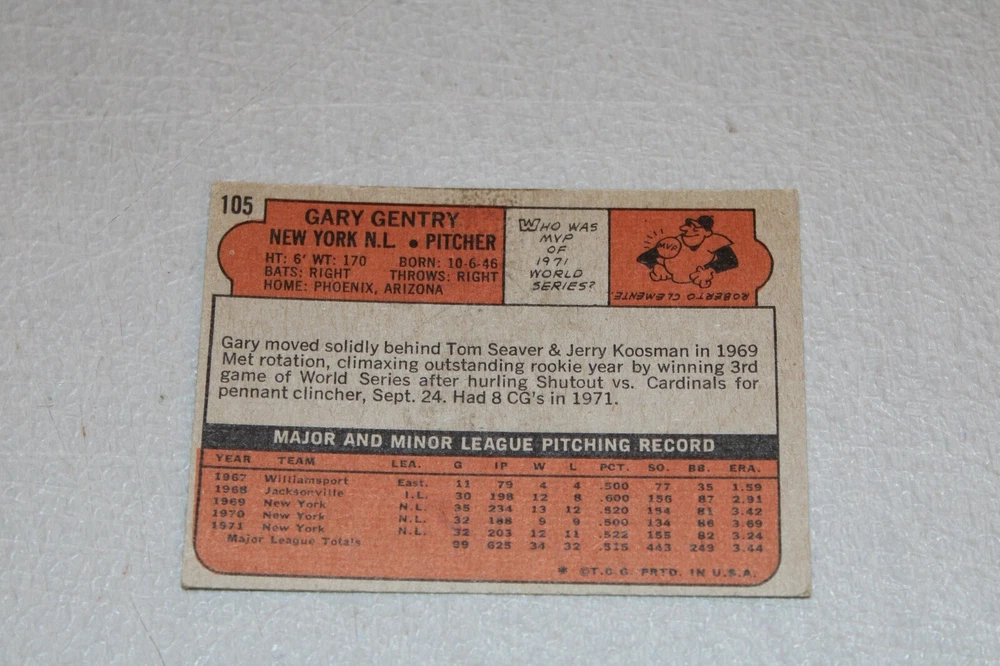 105
GARY GENTRY
NEW YORK N.L. • PITCHER
HT: 6' WT: 170 BORN: 10-6-46
BATS: RIGHT THROWS: RIGHT
HOME: PHOENIX, ARIZONA
WHO WAS
MVP
OF
1971
WORLD
SERIES?
MVP
ROBERTO CLEMENTE
Gary moved solidly behind Tom Seaver & Jerry Koosman in 1969
Met rotation, climaxing outstanding rookie year by winning 3rd
game of World Series after hurling Shutout vs. Cardinals for
pennant clincher, Sept. 24. Had 8 CG's in 1971.
MAJOR AND MINOR LEAGUE PITCHING RECORD
YEAR TEAM LEA. G IP W L PCT. SO. BB. ERA.
1967 Williamsport East. 11 79 4 4 .500 77 35 1.59
1968 Jacksonville I.L. 30 198 12 8 .600 156 87 2.91
1969 New York N.L. 35 234 13 12 .520 154 81 3.42
1970 New York N.L. 32 188 9 9 .500 134 86 3.69
1971 New York N.L. 32 203 12 11 .522 155 82 3.24
Major League Totals 99 625 34 32 .515 443 249 3.44
* ©T.C.G. PRTD. IN U.S.A.